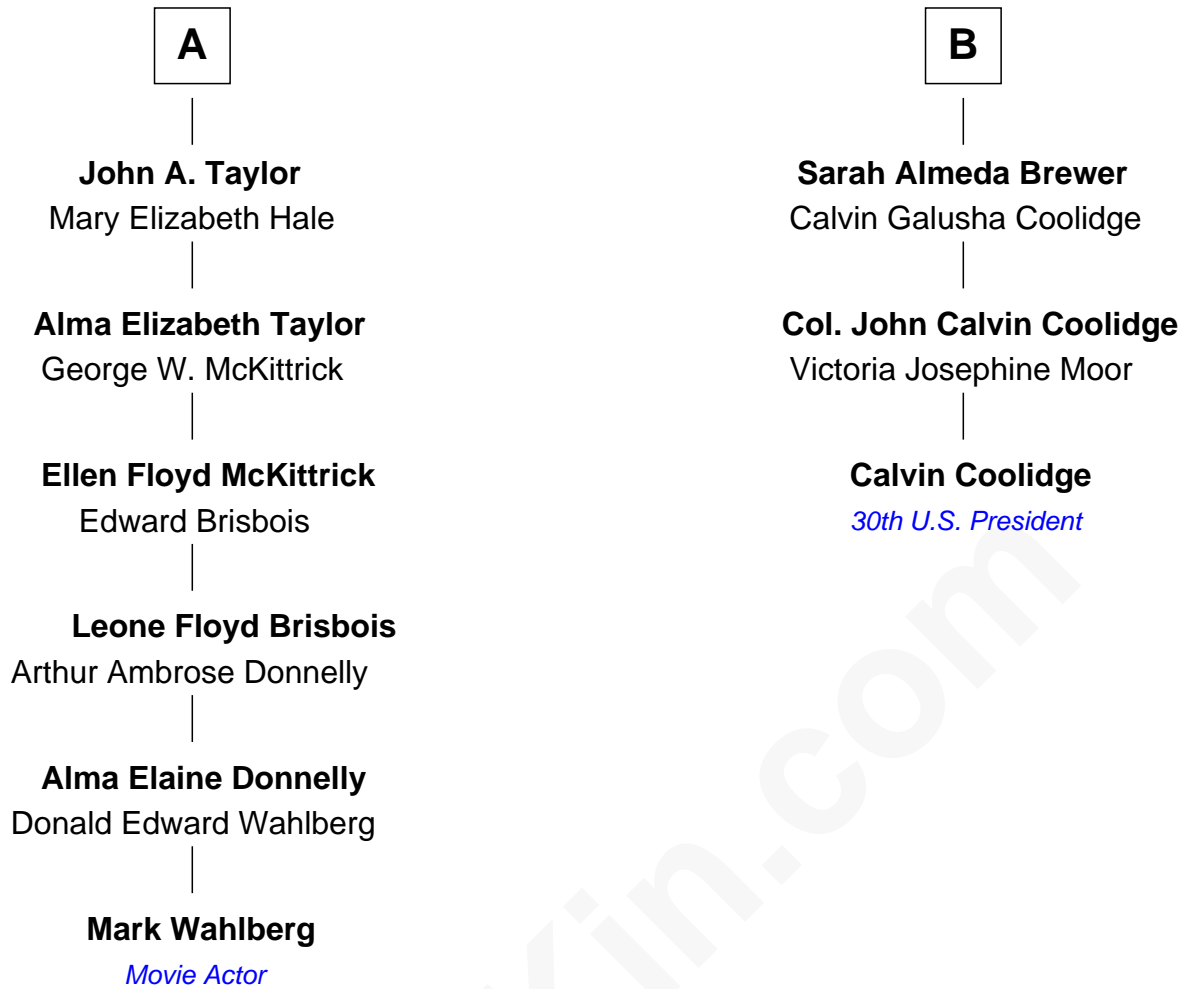 A
John A. Taylor
Mary Elizabeth Hale
Alma Elizabeth Taylor
George W. McKittrick
Ellen Floyd McKittrick
Edward Brisbois
Leone Floyd Brisbois
Arthur Ambrose Donnelly
Alma Elaine Donnelly
Donald Edward Wahlberg
Mark Wahlberg
Movie Actor
B
Sarah Almeda Brewer
Calvin Galusha Coolidge
Col. John Calvin Coolidge
Victoria Josephine Moor
Calvin Coolidge
30th U.S. President
Kin.com